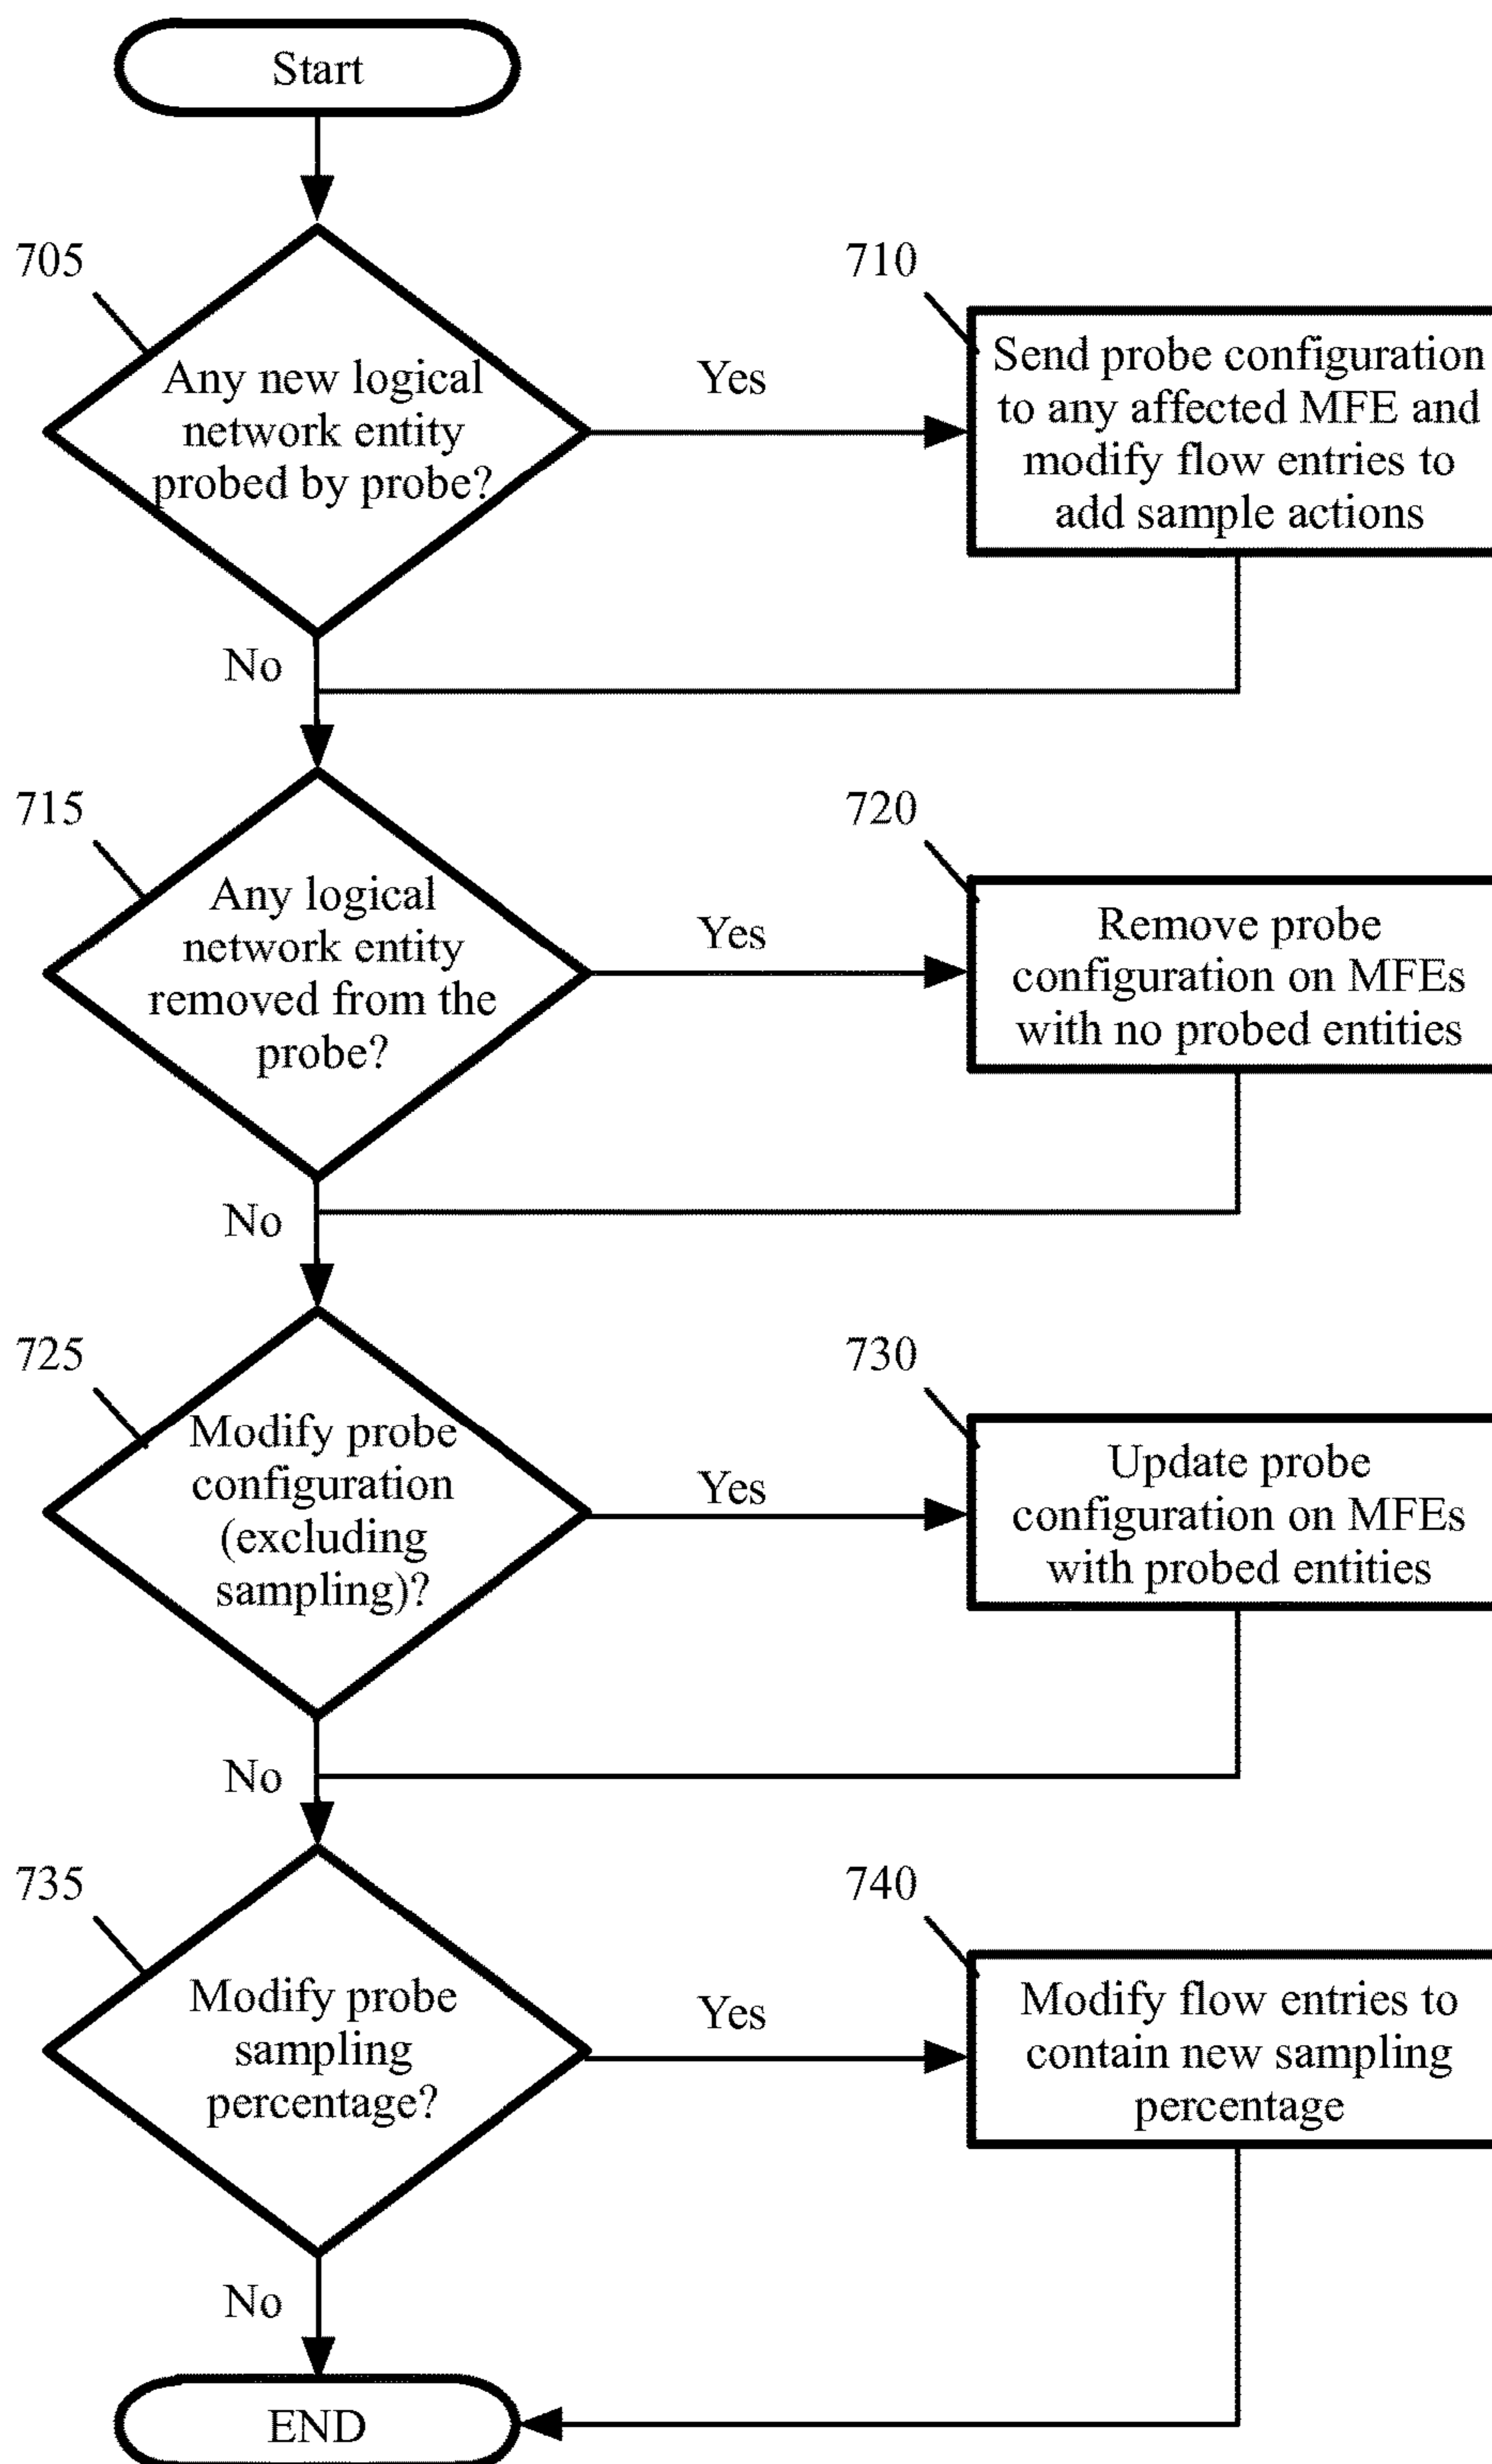 Start
705
Any new logical
network entity
probed by probe?
Yes
710
Send probe configuration
to any affected MFE and
modify flow entries to
add sample actions
No
715
Any logical
network entity
removed from the
probe?
Yes
720
Remove probe
configuration on MFEs
with no probed entities
No
725
Modify probe
configuration
(excluding
sampling)?
Yes
730
Update probe
configuration on MFEs
with probed entities
No
735
Modify probe
sampling
percentage?
Yes
740
Modify flow entries to
contain new sampling
percentage
No
END